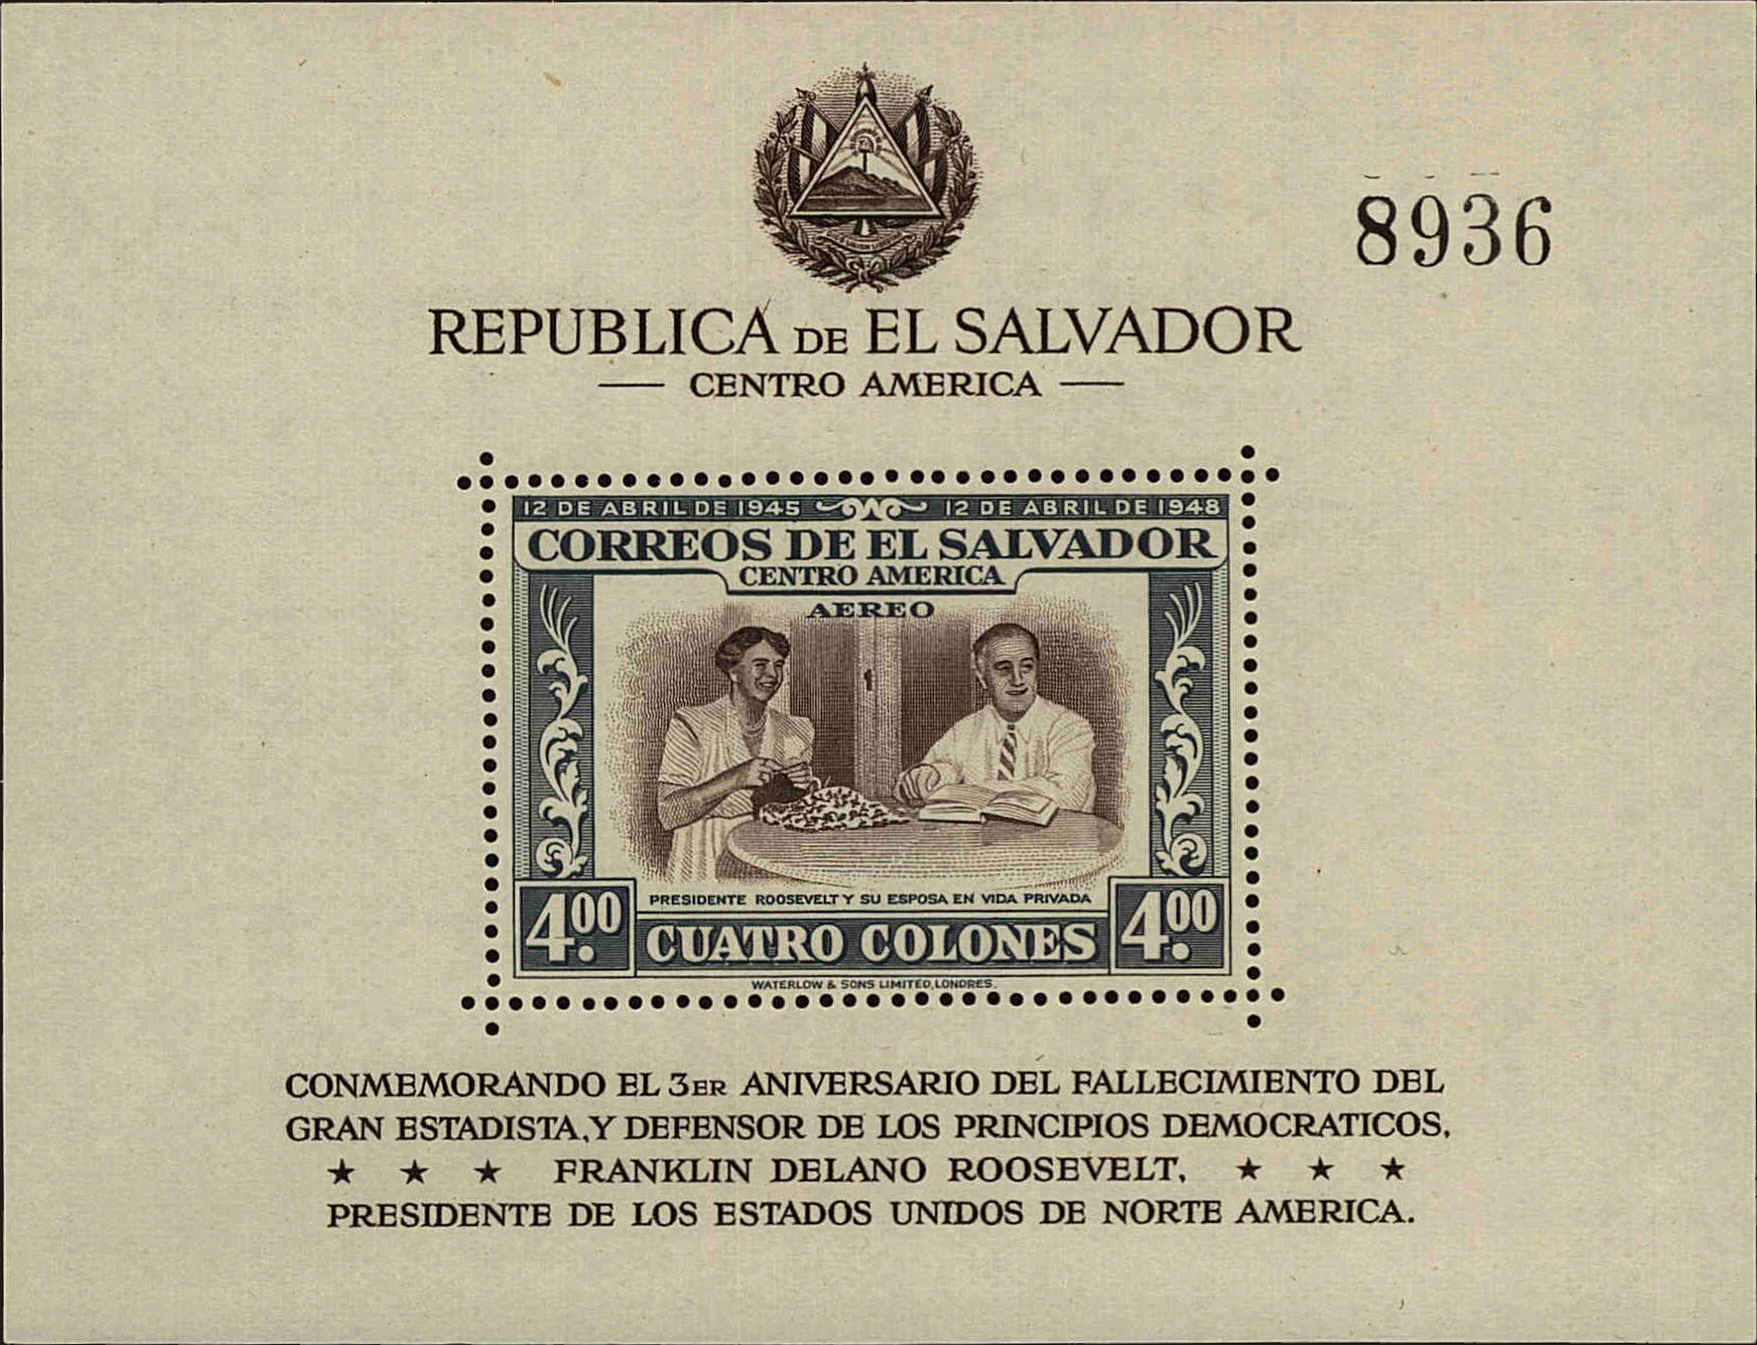 8936
REPUBLICA DE EL SALVADOR
— CENTRO AMERICA —
12 DE ABRIL DE 1945 12 DE ABRIL DE 1948
CORREOS DE EL SALVADOR
CENTRO AMERICA
AEREO
PRESIDENTE ROOSEVELT Y SU ESPOSA EN VIDA PRIVADA
4.00 CUATRO COLONES 4.00
WATERLOW & SONS LIMITED, LONDRES.
CONMEMORANDO EL 3ER ANIVERSARIO DEL FALLECIMIENTO DEL
GRAN ESTADISTA, Y DEFENSOR DE LOS PRINCIPIOS DEMOCRATICOS,
★ ★ ★ FRANKLIN DELANO ROOSEVELT, ★ ★ ★
PRESIDENTE DE LOS ESTADOS UNIDOS DE NORTE AMERICA.